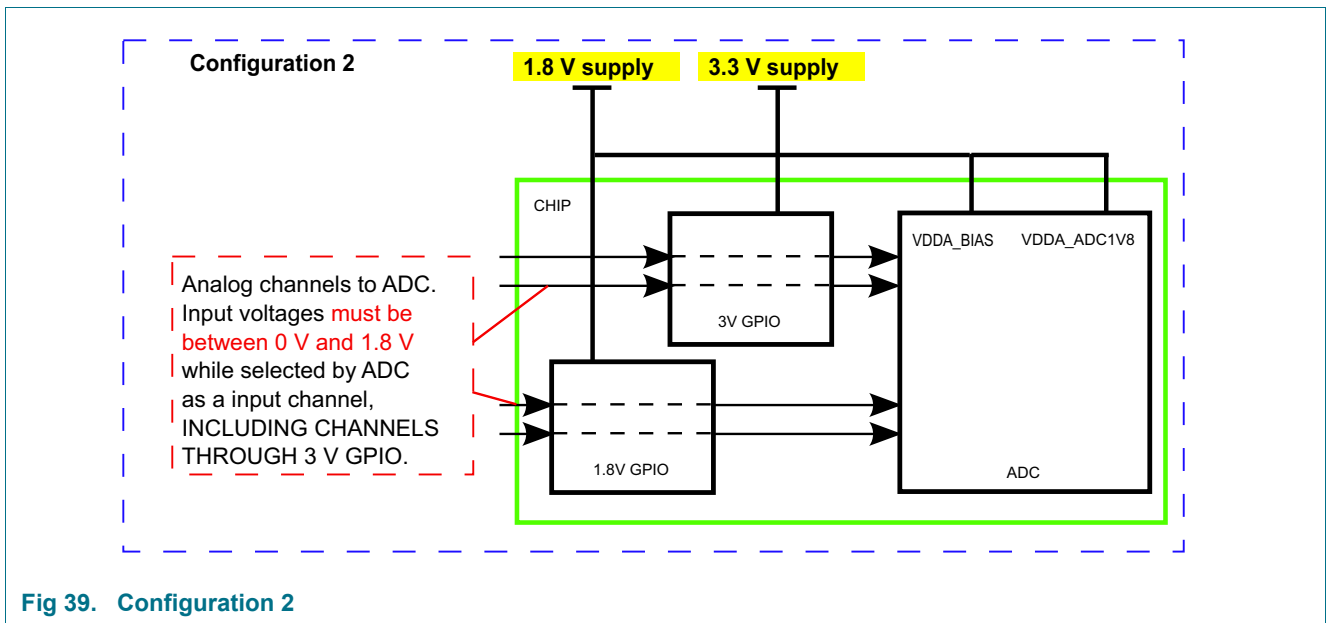 Configuration 2
1.8 V supply
3.3 V supply
CHIP
VDDA_BIAS
VDDA_ADC1V8
Analog channels to ADC.
Input voltages must be
between 0 V and 1.8 V
while selected by ADC
as a input channel,
INCLUDING CHANNELS
THROUGH 3 V GPIO.
3V GPIO
1.8V GPIO
ADC
Fig 39. Configuration 2